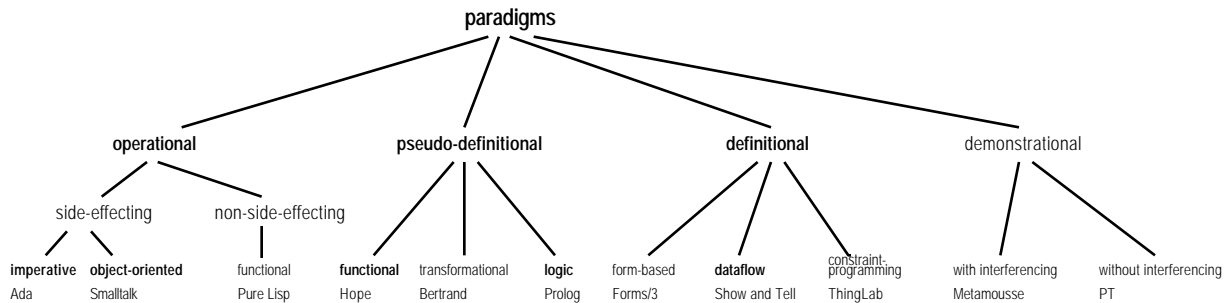 paradigms
operational pseudo-definitional definitional demonstrational
side-effecting non-side-effecting
imperative object-oriented functional functional transformational logic form-based dataflow constraint-programming with interferencing without interferencing
Ada Smalltalk Pure Lisp Hope Bertrand Prolog Forms/3 Show and Tell ThingLab Metamousse PT